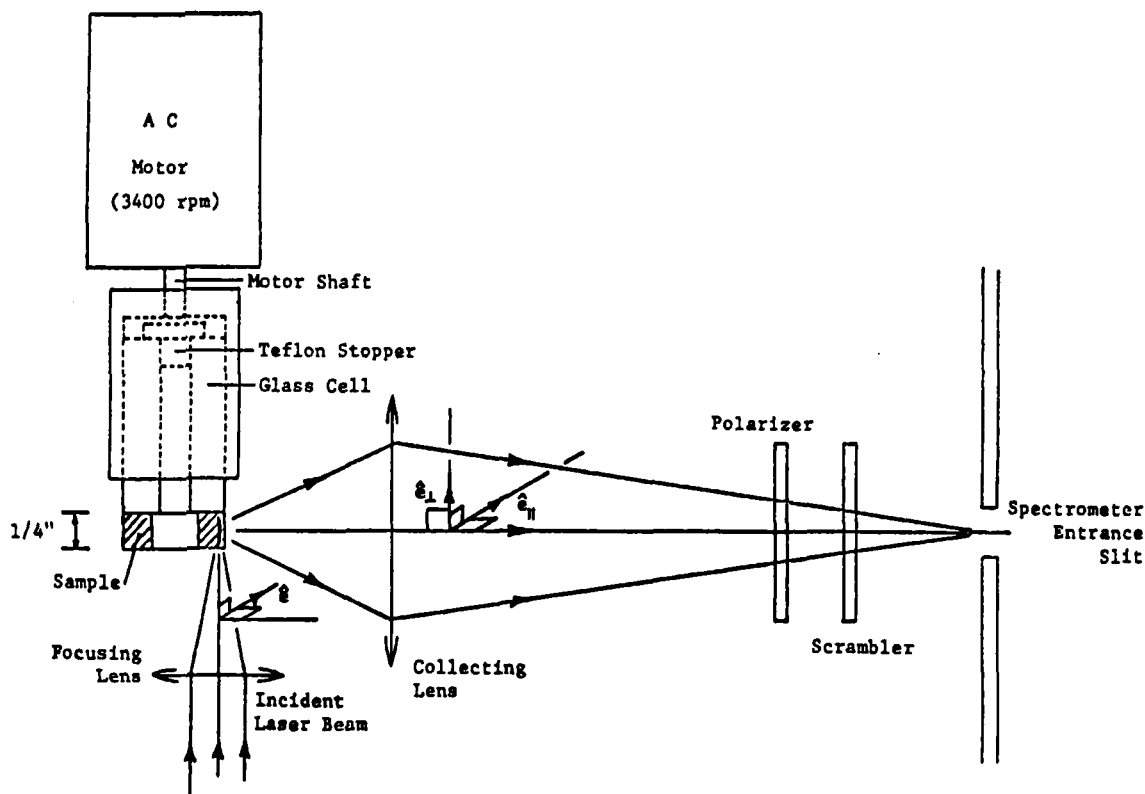 A C
Motor
(3400 rpm)
Motor Shaft
Teflon Stopper
Glass Cell
1/4"
Sample
ê
Focusing
Lens
Incident
Laser Beam
Collecting
Lens
ê⊥
ê∥
Polarizer
Scrambler
Spectrometer
Entrance
Slit